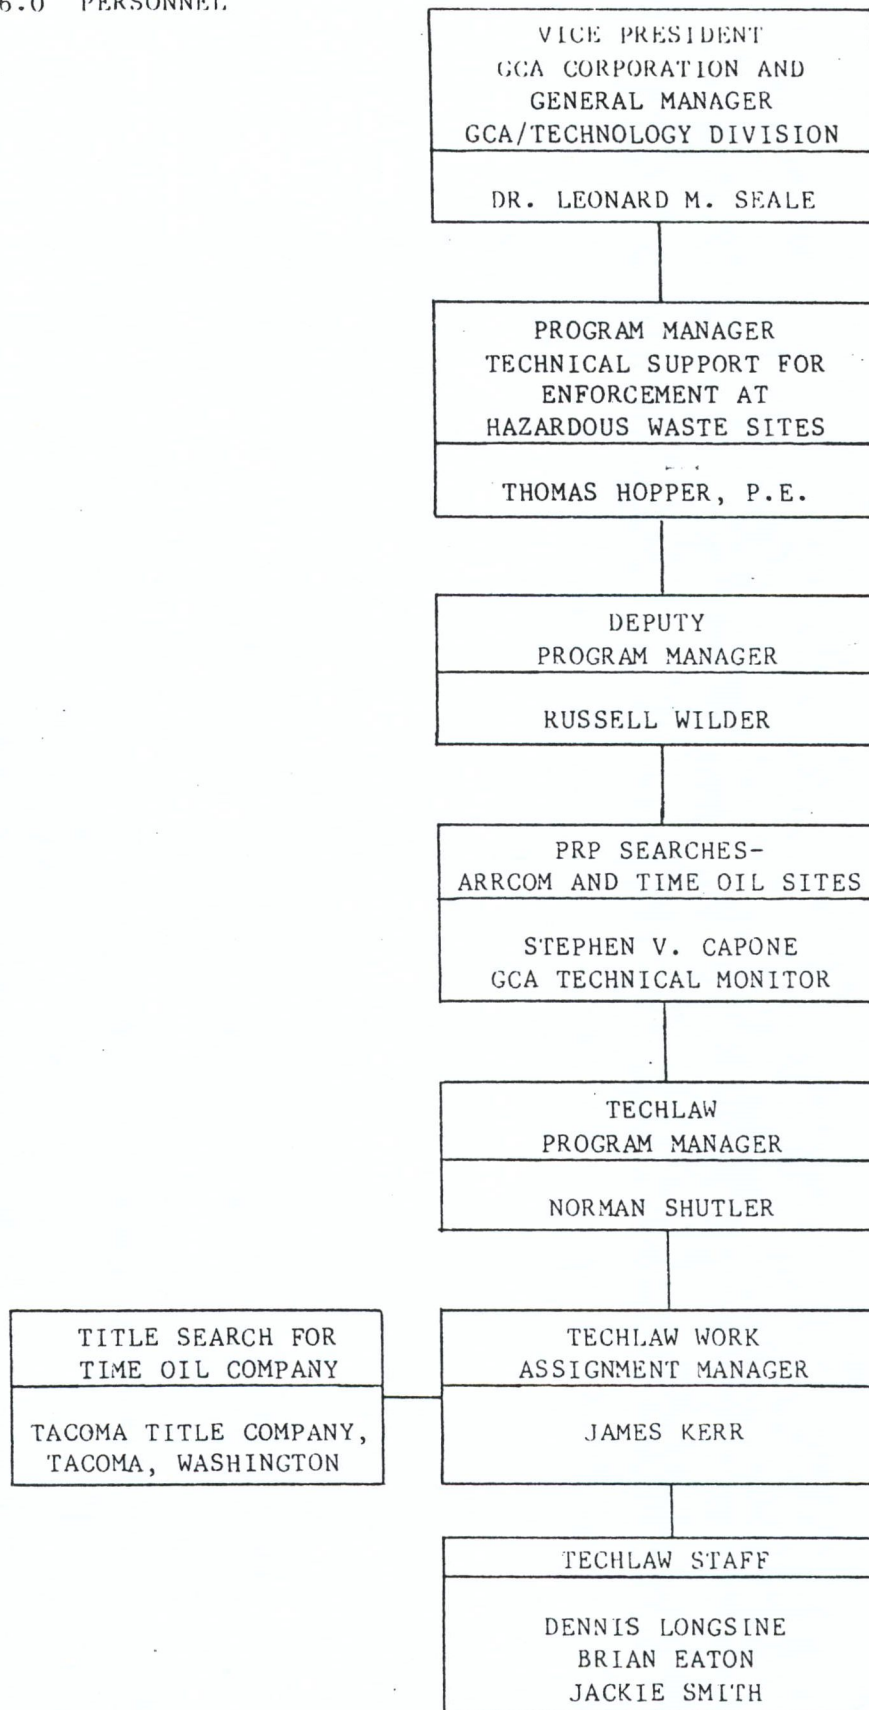 6.0 PERSONNEL
VICE PRESIDENT
GCA CORPORATION AND
GENERAL MANAGER
GCA/TECHNOLOGY DIVISION
DR. LEONARD M. SEALE
PROGRAM MANAGER
TECHNICAL SUPPORT FOR
ENFORCEMENT AT
HAZARDOUS WASTE SITES
THOMAS HOPPER, P.E.
DEPUTY
PROGRAM MANAGER
RUSSELL WILDER
PRP SEARCHES-
ARRCOM AND TIME OIL SITES
STEPHEN V. CAPONE
GCA TECHNICAL MONITOR
TECHLAW
PROGRAM MANAGER
NORMAN SHUTLER
TITLE SEARCH FOR
TIME OIL COMPANY
TACOMA TITLE COMPANY,
TACOMA, WASHINGTON
TECHLAW WORK
ASSIGNMENT MANAGER
JAMES KERR
TECHLAW STAFF
DENNIS LONGSINE
BRIAN EATON
JACKIE SMITH